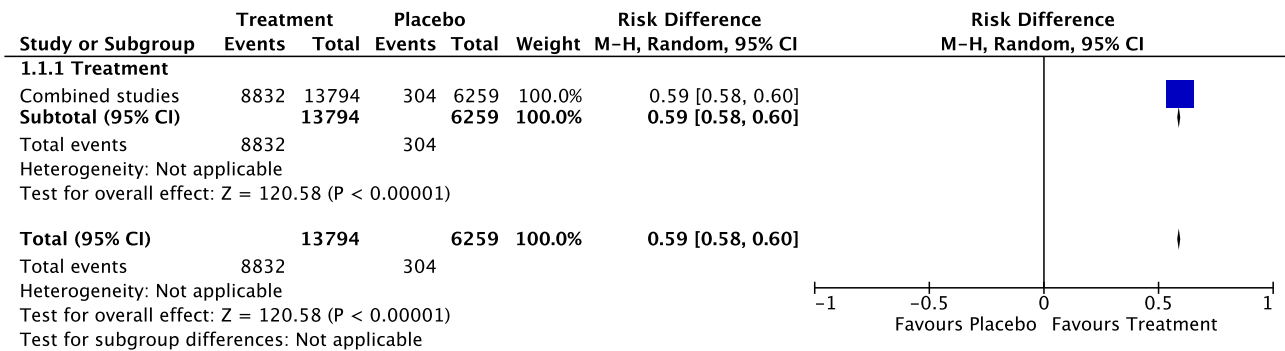 Treatment Placebo Risk Difference Risk Difference
Study or Subgroup Events Total Events Total Weight M-H, Random, 95% CI M-H, Random, 95% CI
1.1.1 Treatment
Combined studies 8832 13794 304 6259 100.0% 0.59 [0.58, 0.60]
Subtotal (95% CI) 13794 6259 100.0% 0.59 [0.58, 0.60]
Total events 8832 304
Heterogeneity: Not applicable
Test for overall effect: Z = 120.58 (P < 0.00001)
Total (95% CI) 13794 6259 100.0% 0.59 [0.58, 0.60]
Total events 8832 304
Heterogeneity: Not applicable
Test for overall effect: Z = 120.58 (P < 0.00001)
Test for subgroup differences: Not applicable
-1 -0.5 0 0.5 1
Favours Placebo Favours Treatment